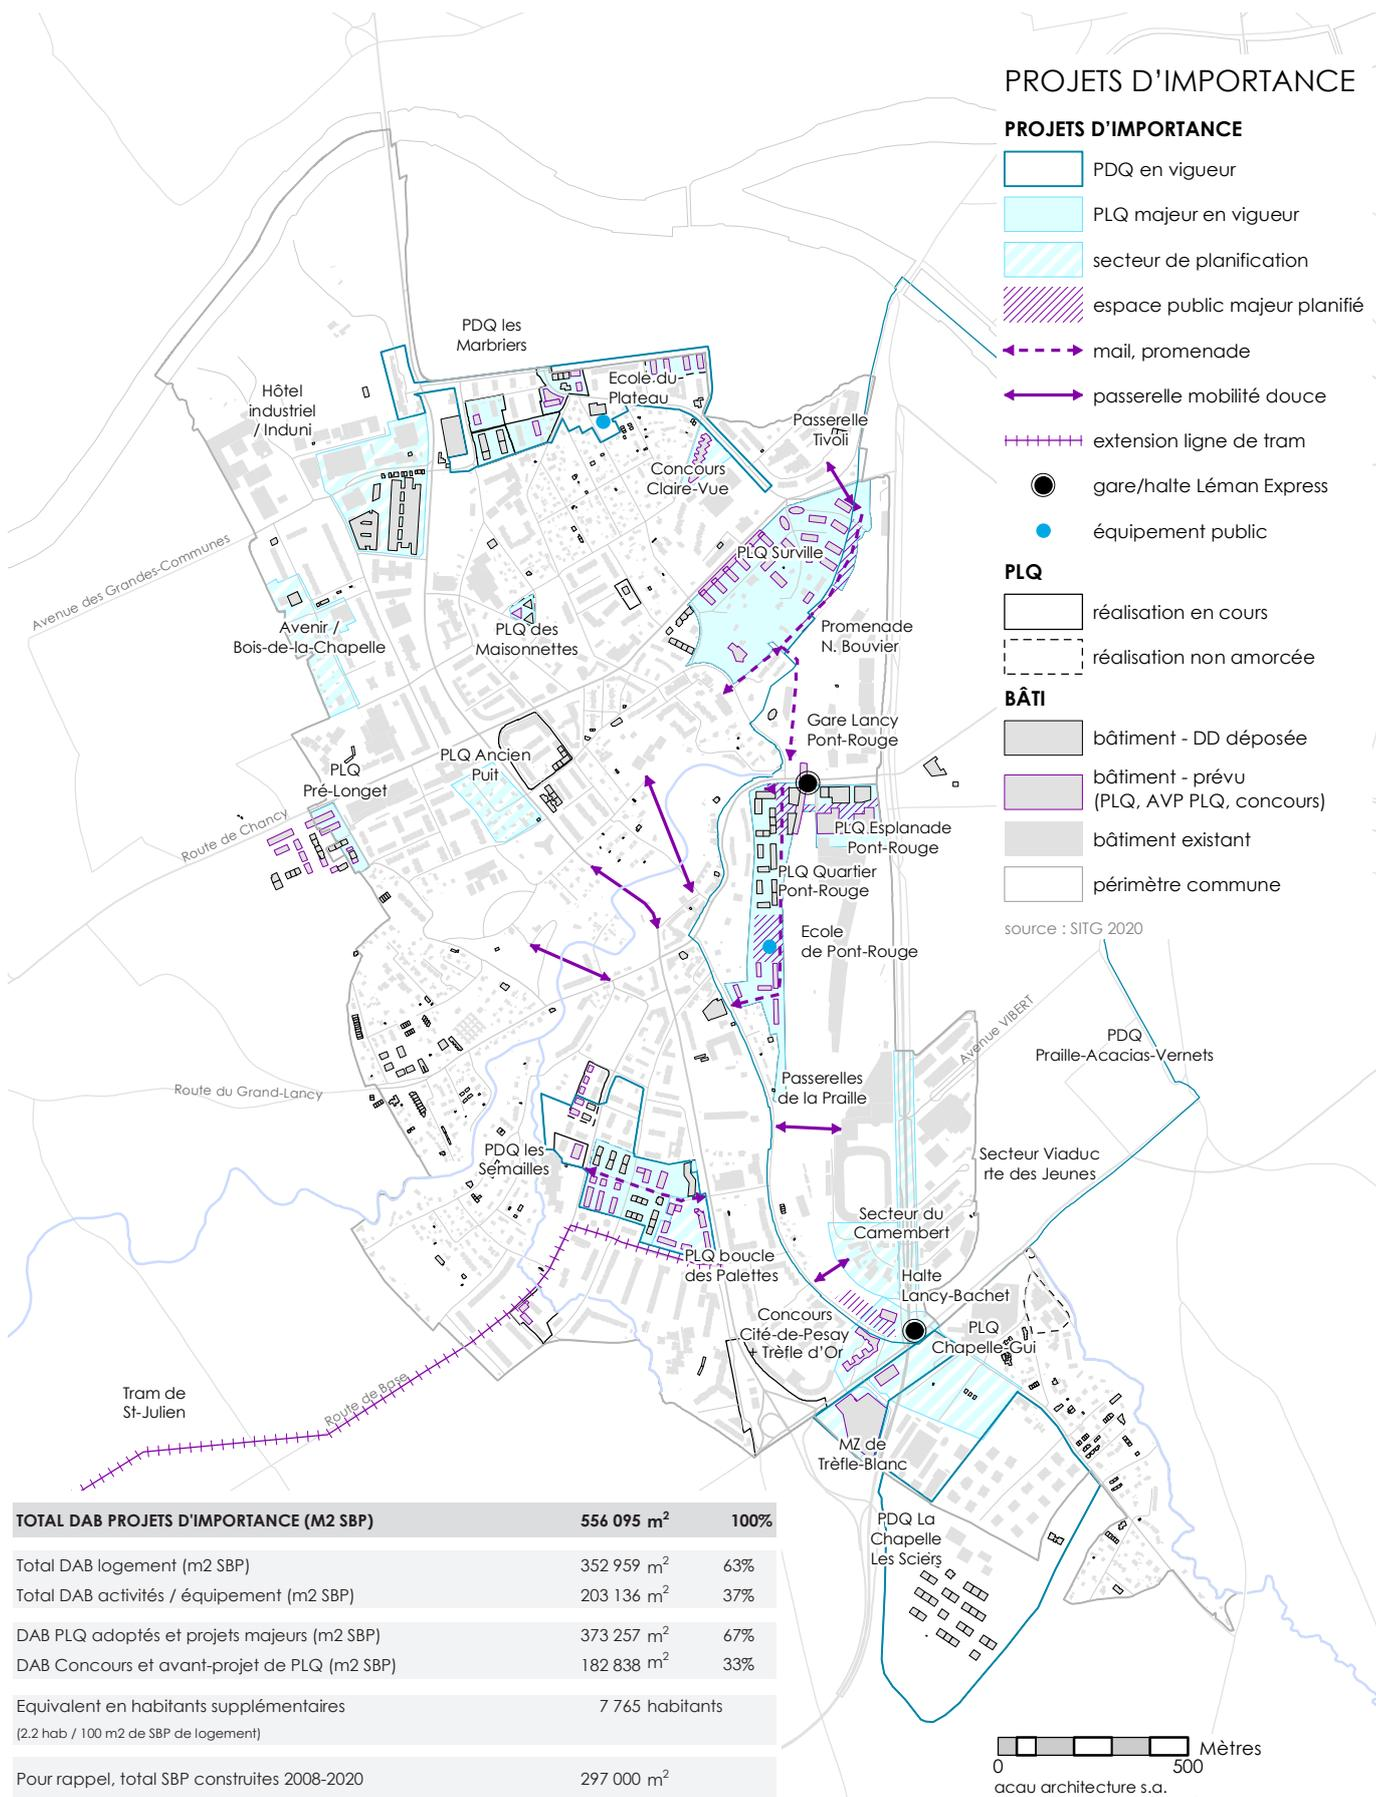 PROJETS D'IMPORTANCE
PROJETS D'IMPORTANCE
PDQ en vigueur
PLQ majeur en vigueur
secteur de planification
espace public majeur planifié
mail, promenade
passerelle mobilité douce
extension ligne de tram
gare/halte Léman Express
équipement public
PLQ
réalisation en cours
réalisation non amorcée
BÂTI
bâtiment - DD déposée
bâtiment - prévu
(PLQ, AVP PLQ, concours)
bâtiment existant
périmètre commune
source : SITG 2020
PDQ les
Marbriers
Hôtel
industriel
/ Induni
Ecole du
Plateau
Passerelle
Tivoli
Concours
Claire-Vue
PLQ Surville
Avenue des Grandes-Communes
Avenir /
Bois-de-la-Chapelle
PLQ des
Maisonnettes
Promenade
N. Bouvier
Gare Lancy
Pont-Rouge
PLQ Ancien
Puit
PLQ
Pré-Longet
Route de Chancy
PLQ Esplanade
Pont-Rouge
PLQ Quartier
Pont-Rouge
Ecole
de Pont-Rouge
Avenue VIBERT
PDQ
Praille-Acacias-Vernets
Route du Grand-Lancy
Passerelles
de la Praille
PDQ les
Semailles
Secteur Viaduc
rte des Jeunes
Secteur du
Camembert
PLQ boucle
des Palettes
Halte
Lancy-Bachet
Concours
Cité-de-Pesay
+ Trèfle d'Or
PLQ
Chapelle-Gui
Tram de
St-Julien
Route de Base
MZ de
Trèfle-Blanc
PDQ La
Chapelle
Les Sciers
TOTAL DAB PROJETS D'IMPORTANCE (M2 SBP) 556 095 m² 100%
Total DAB logement (m2 SBP) 352 959 m² 63%
Total DAB activités / équipement (m2 SBP) 203 136 m² 37%
DAB PLQ adoptés et projets majeurs (m2 SBP) 373 257 m² 67%
DAB Concours et avant-projet de PLQ (m2 SBP) 182 838 m² 33%
Equivalent en habitants supplémentaires 7 765 habitants
(2.2 hab / 100 m2 de SBP de logement)
Pour rappel, total SBP construites 2008-2020 297 000 m²
Mètres
0 500
acau architecture s.a.